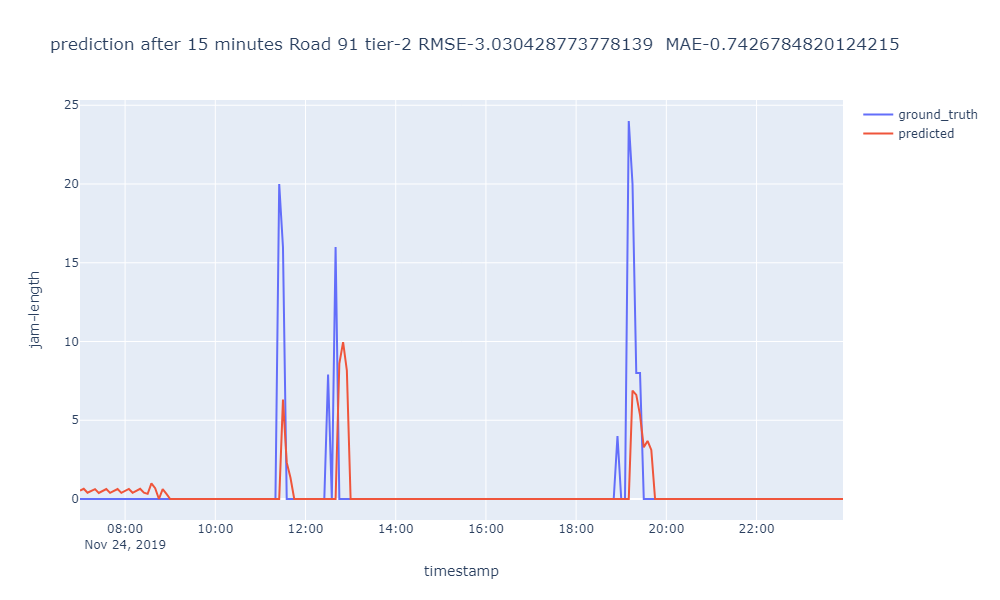 prediction after 15 minutes Road 91 tier-2 RMSE-3.030428773778139  MAE-0.7426784820124215
ground_truth
predicted
25
20
15
10
5
0
jam-length
08:00 10:00 12:00 14:00 16:00 18:00 20:00 22:00
Nov 24, 2019
timestamp